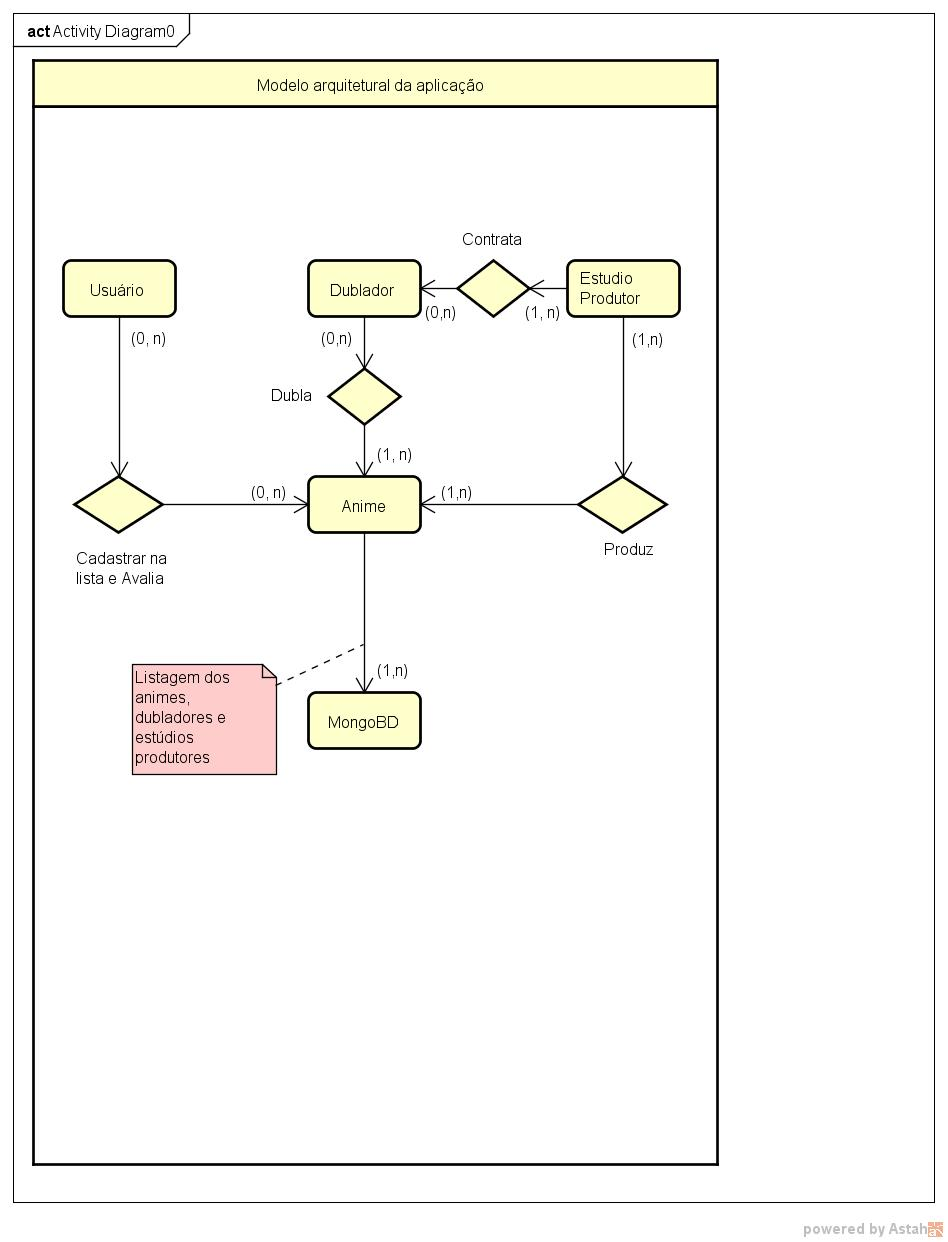 act Activity Diagram0
Modelo arquitetural da aplicação
Contrata
Usuário
Dublador
Estudio
Produtor
(0,n)
(1, n)
(0, n)
(0,n)
(1,n)
Dubla
(1, n)
(0, n)
(1,n)
Anime
Produz
Cadastrar na
lista e Avalia
(1,n)
Listagem dos
animes,
dubladores e
estúdios
produtores
MongoBD
powered by Astah